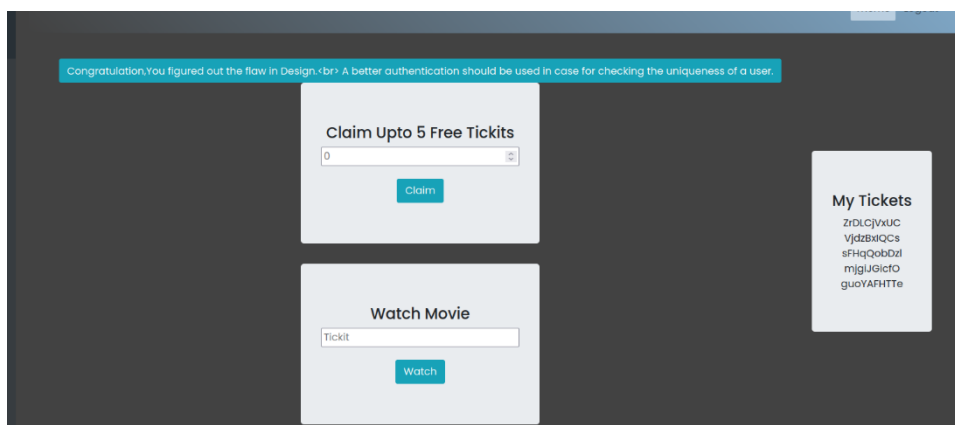 Congratulation,You figured out the flaw in Design.<br> A better authentication should be used in case for checking the uniqueness of a user.
Claim Upto 5 Free Tickits
0
Claim
Watch Movie
Tickit
Watch
My Tickets
ZrDLCjVxUC
VjdzBxIQCs
sFHqQobDzl
mjgIJGicfO
guoYAFHTTe